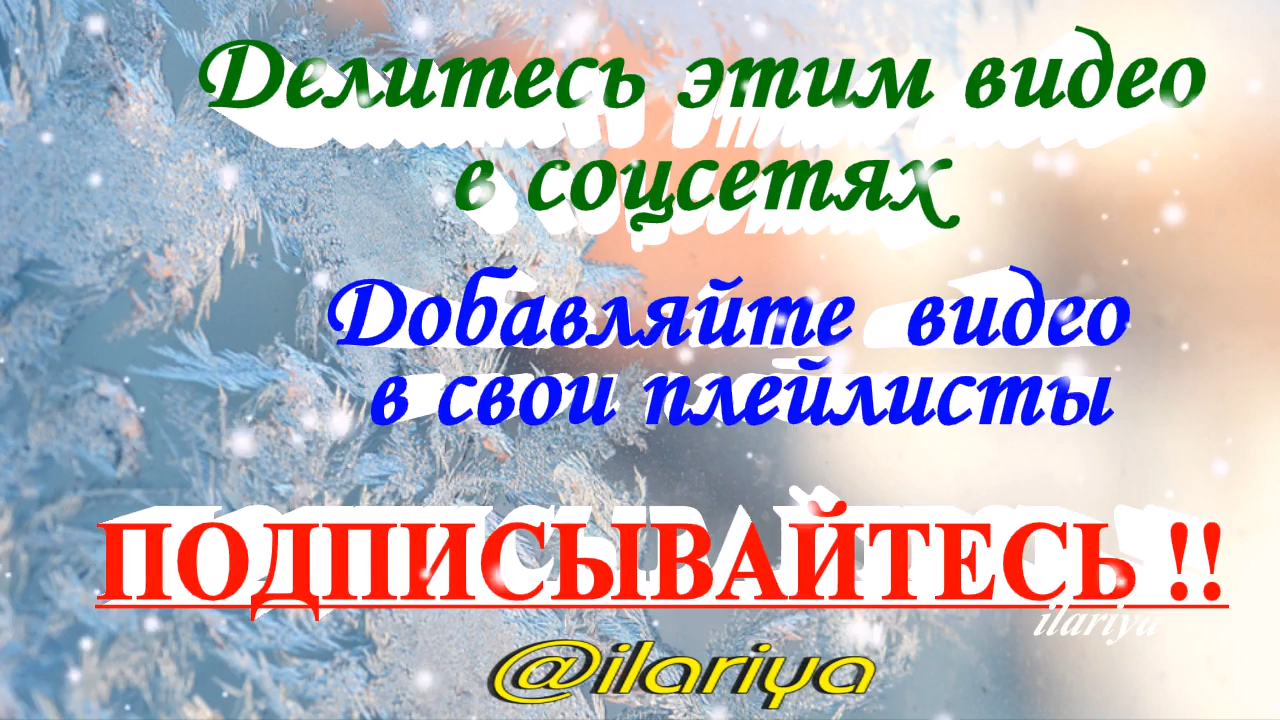 Делитесь этим видео
в соцсетях
Добавляйте видео
в свои плейлисты
ПОДПИСЫВАЙТЕСЬ !!
ilariya
@ilariya